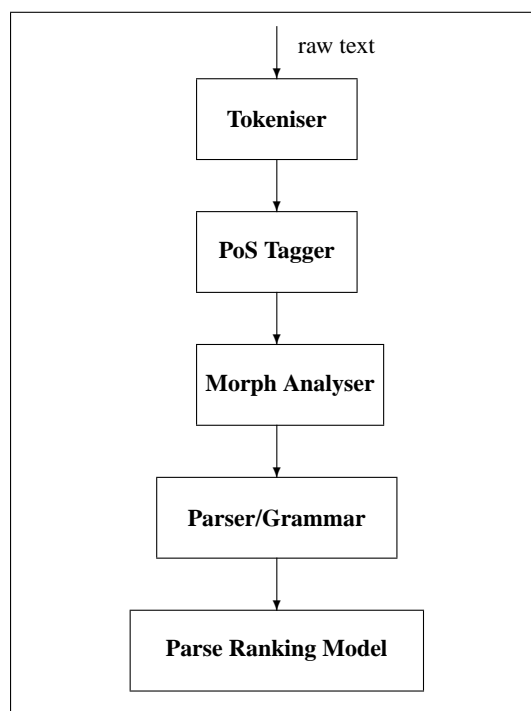 raw text
Tokeniser
PoS Tagger
Morph Analyser
Parser/Grammar
Parse Ranking Model